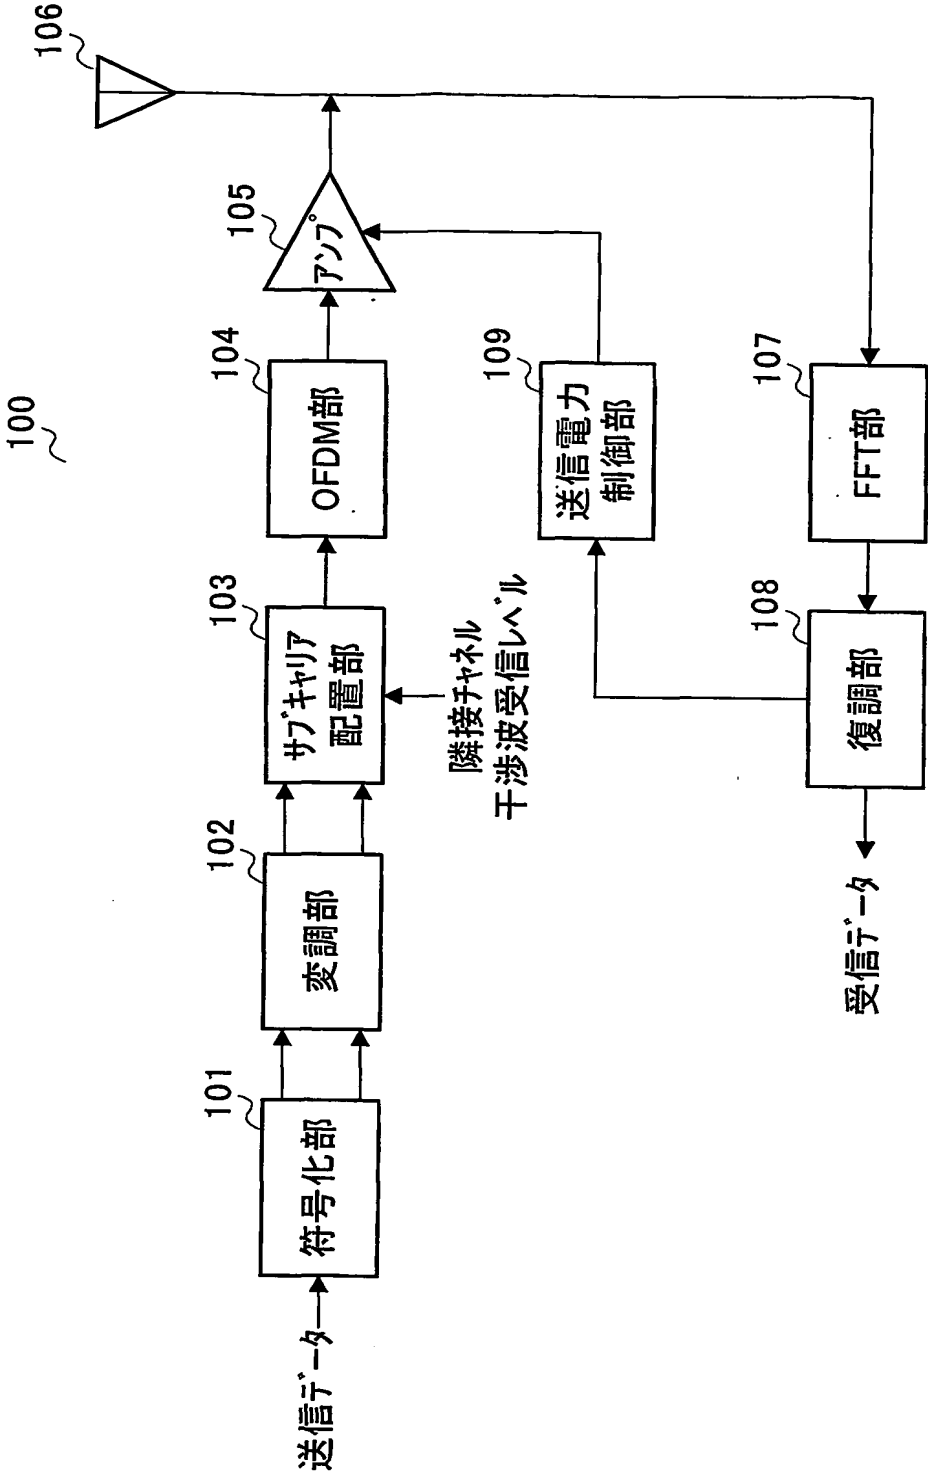 100
送信データ
101
符号化部
102
変調部
103
サブキャリア
配置部
隣接チャネル
干渉波受信レベル
104
OFDM部
105
アンプ
106
109
送信電力
制御部
107
FFT部
108
復調部
受信データ